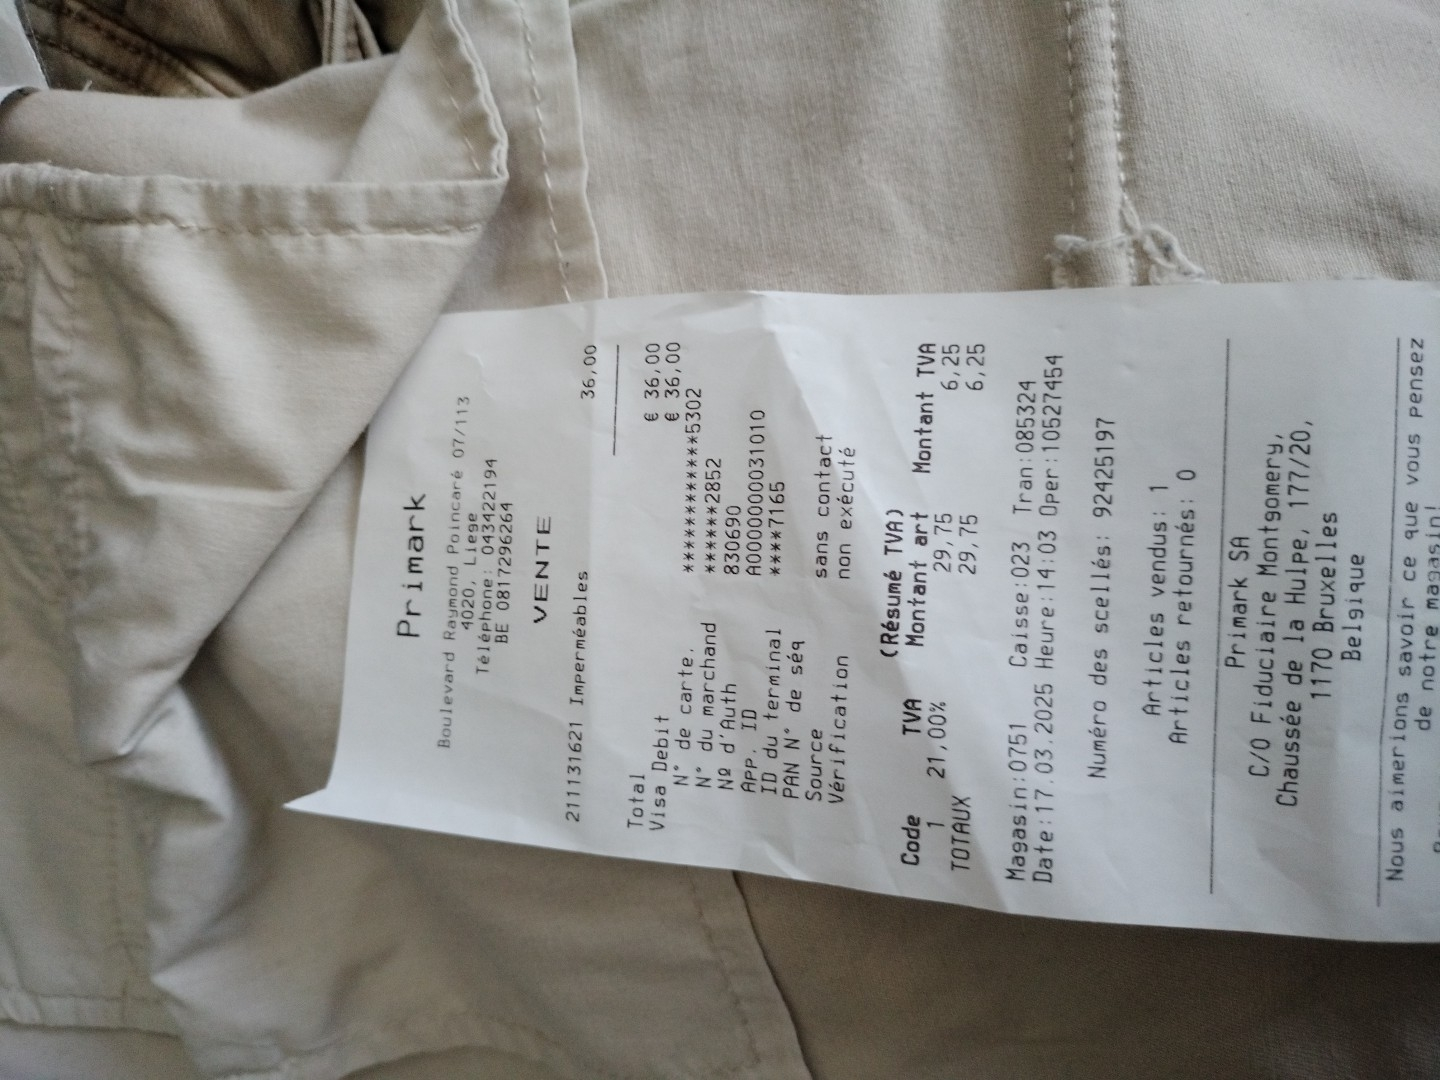 Primark
Boulevard Raymond Poincaré 07/113
4020, Liege
Téléphone: 043422194
BE 0817296264
VENTE
2111131621 Imperméables 36,00
Total € 36,00
Visa Debit € 36,00
N° de carte. ************5302
N° du marchand ******2852
Nº d'Auth 830690
App. ID A0000000031010
ID du terminal ****7165
PAN N° de séq
Source sans contact
Vérification non exécuté
(Résumé TVA)
Code TVA Montant art Montant TVA
1 21,00% 29,75 6,25
TOTAUX 29,75 6,25
Magasin:0751 Caisse:023 Tran:085324
Date:17.03.2025 Heure:14:03 Oper:10527454
Numéro des scellés: 92425197
Articles vendus: 1
Articles retournés: 0
Primark SA
C/O Fiduciaire Montgomery,
Chaussée de la Hulpe, 177/20,
1170 Bruxelles
Belgique
Nous aimerions savoir ce que vous pensez
de notre magasin!